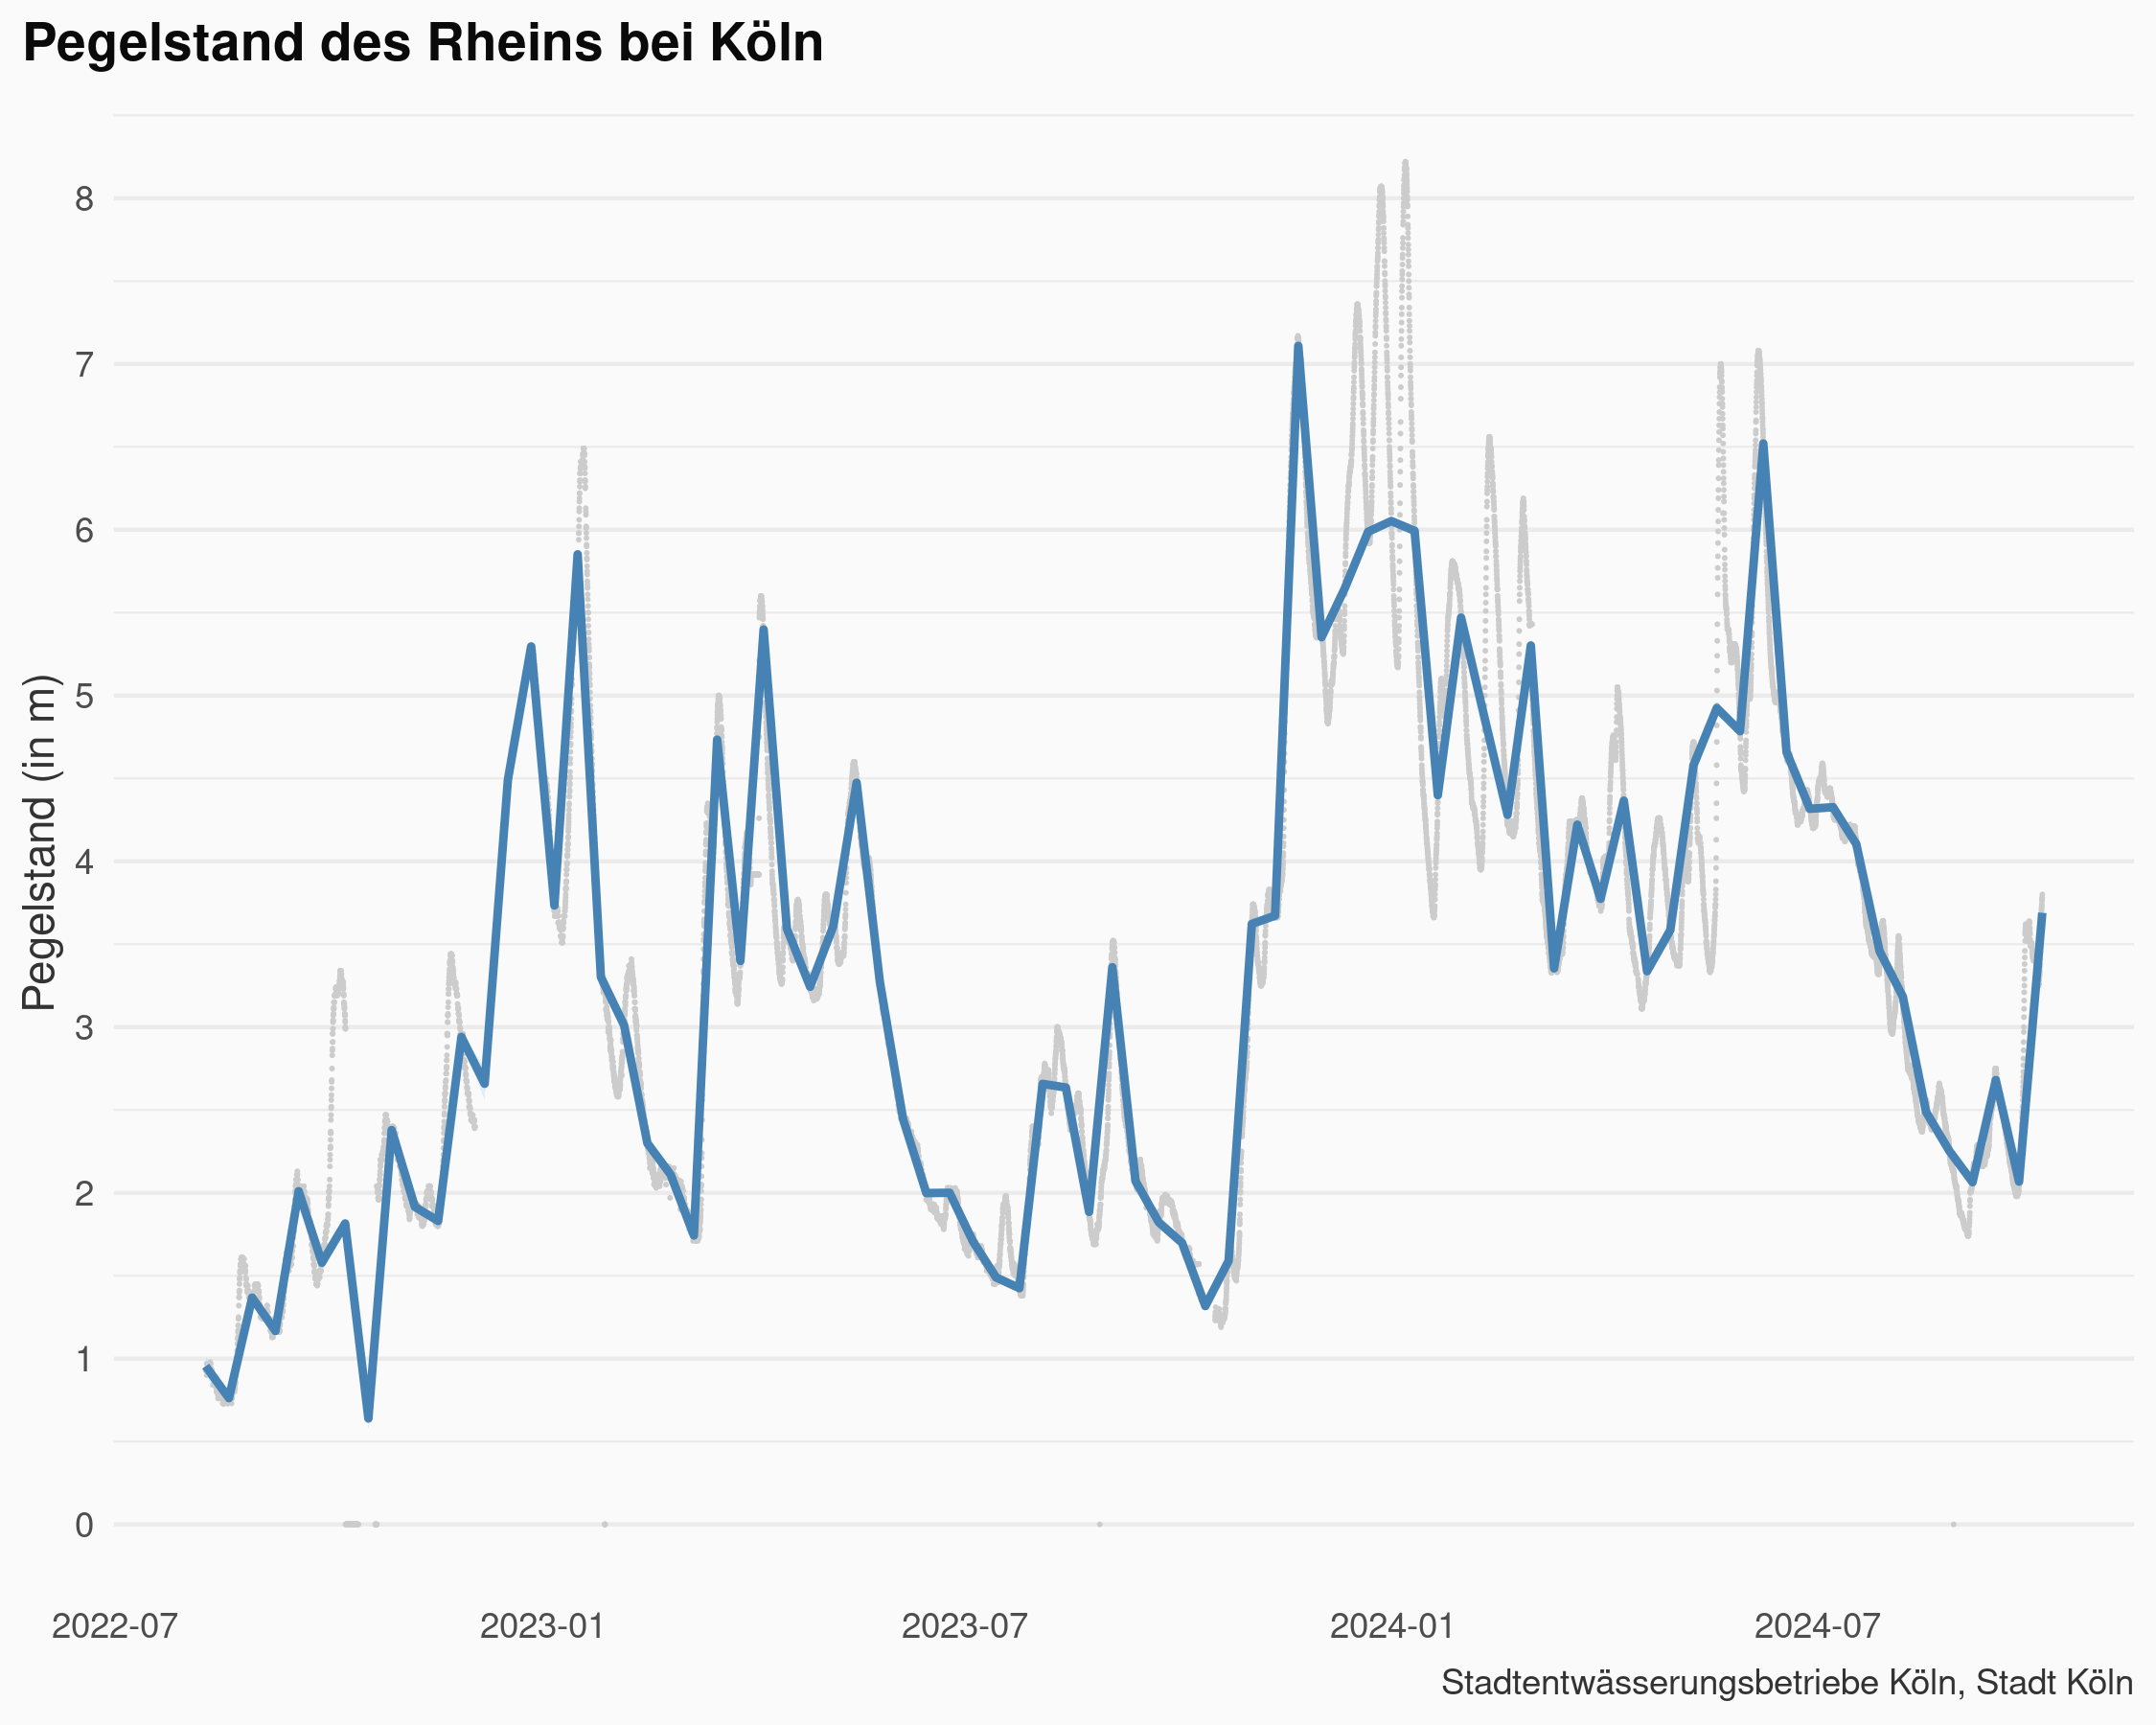 Pegelstand des Rheins bei Köln
Pegelstand (in m)
8
7
6
5
4
3
2
1
0
2022-07 2023-01 2023-07 2024-01 2024-07
Stadtentwässerungsbetriebe Köln, Stadt Köln